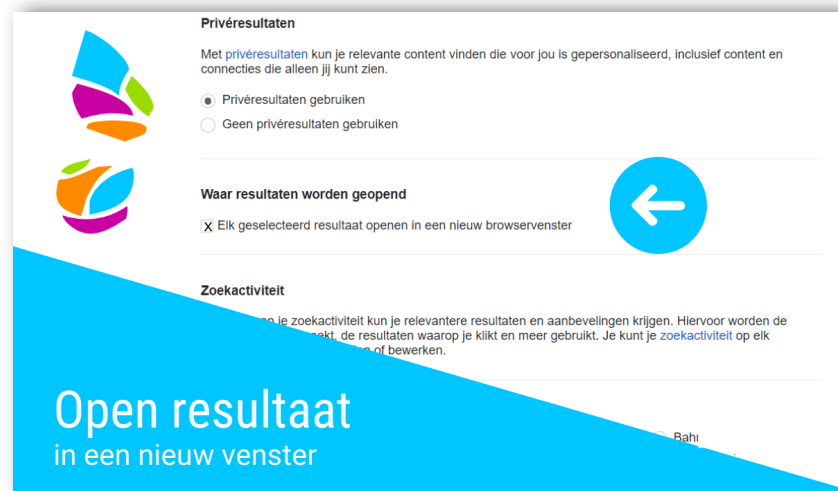 Privéresultaten
Met privéresultaten kun je relevante content vinden die voor jou is gepersonaliseerd, inclusief content en
connecties die alleen jij kunt zien.
Privéresultaten gebruiken
Geen privéresultaten gebruiken
Waar resultaten worden geopend
X Elk geselecteerd resultaat openen in een nieuw browservenster
Zoekactiviteit
je zoekactiviteit kun je relevantere resultaten en aanbevelingen krijgen. Hiervoor worden de
de resultaten waarop je klikt en meer gebruikt. Je kunt je zoekactiviteit op elk
of bewerken.
Open resultaat
in een nieuw venster